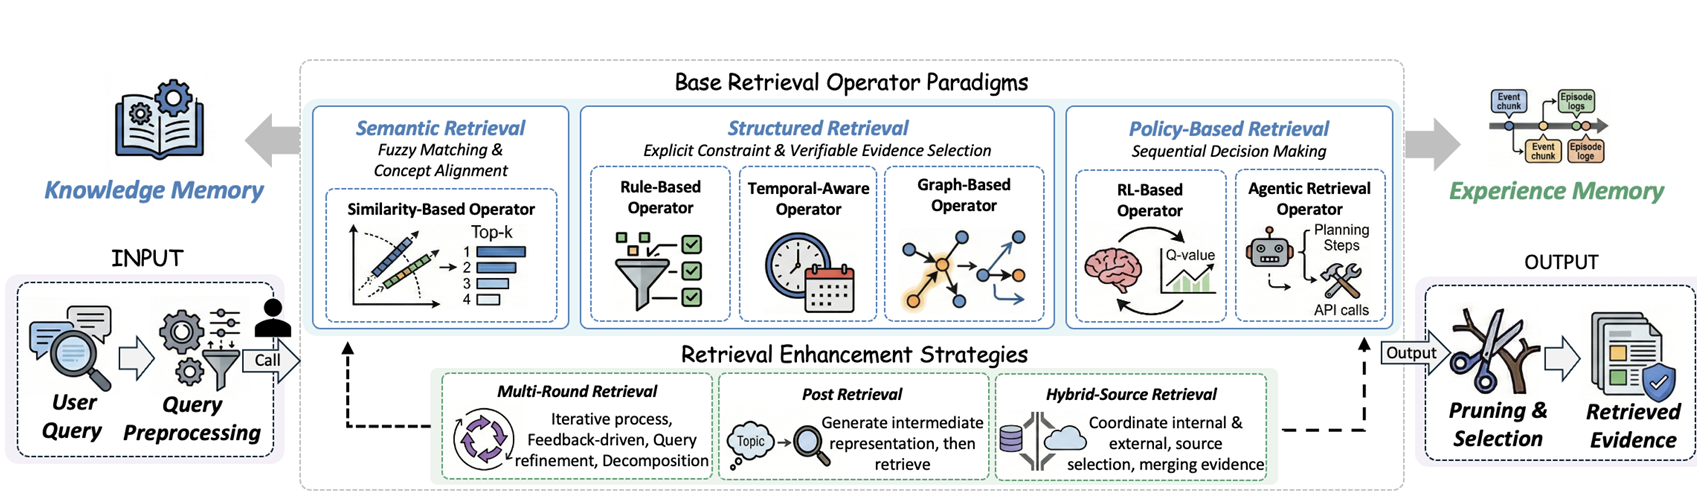 Base Retrieval Operator Paradigms
Knowledge Memory
Semantic Retrieval
Fuzzy Matching &
Concept Alignment
Similarity-Based Operator
Top-k
1
2
3
4
Structured Retrieval
Explicit Constraint & Verifiable Evidence Selection
Rule-Based
Operator
Temporal-Aware
Operator
Graph-Based
Operator
Policy-Based Retrieval
Sequential Decision Making
RL-Based
Operator
Q-value
Agentic Retrieval
Operator
Planning
Steps
API calls
Event
chunk
Episode
logs
Event
chunk
Episode
loge
Experience Memory
INPUT
User
Query
Query
Preprocessing
Call
Retrieval Enhancement Strategies
Multi-Round Retrieval
Iterative process,
Feedback-driven, Query
refinement, Decomposition
Post Retrieval
Topic
Generate intermediate
representation, then
retrieve
Hybrid-Source Retrieval
Coordinate internal &
external, source
selection, merging evidence
OUTPUT
Output
Pruning &
Selection
Retrieved
Evidence